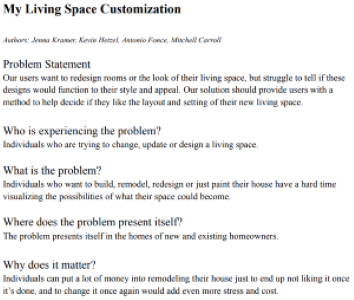 My Living Space Customization
Authors: Jenna Kramer, Kevin Hetzel, Antonio Fonce, Mitchell Carroll
Problem Statement
Our users want to redesign rooms or the look of their living space, but struggle to tell if these
designs would function to their style and appeal. Our solution should provide users with a
method to help decide if they like the layout and setting of their new living space.
Who is experiencing the problem?
Individuals who are trying to change, update or design a living space.
What is the problem?
Individuals who want to build, remodel, redesign or just paint their house have a hard time
visualizing the possibilities of what their space could become.
Where does the problem present itself?
The problem presents itself in the homes of new and existing homeowners.
Why does it matter?
Individuals can put a lot of money into remodeling their house just to end up not liking it once
it's done, and to change it once again would add even more stress and cost.